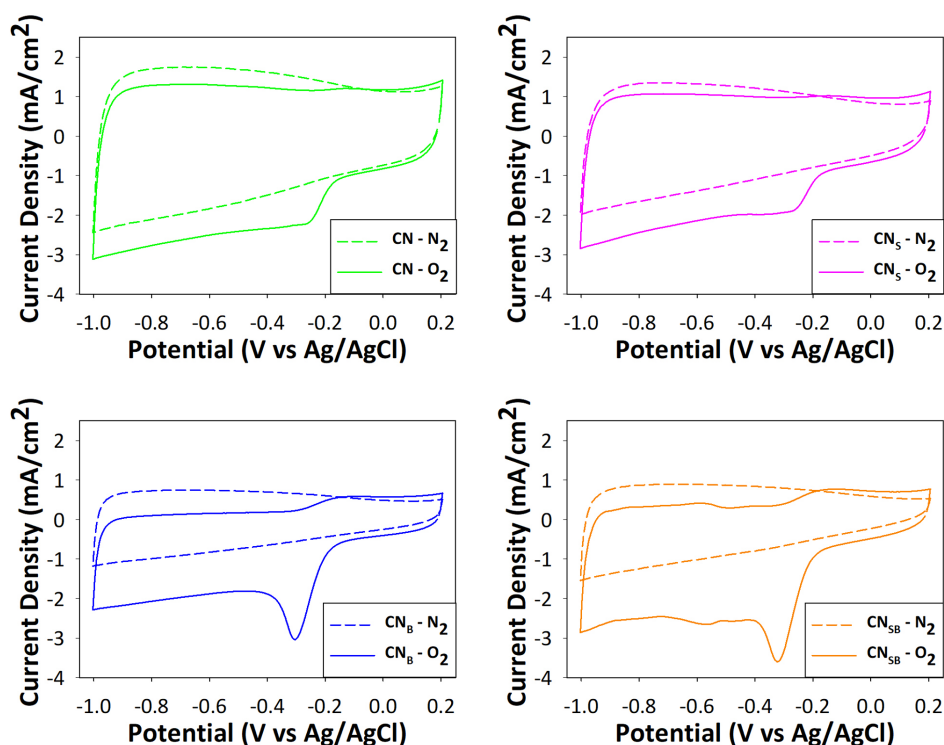 Current Density (mA/cm²)
2
1
0
-1
-2
-3
-4
CN - N₂
CN - O₂
-1.0 -0.8 -0.6 -0.4 -0.2 0.0 0.2
Potential (V vs Ag/AgCl)
Current Density (mA/cm²)
2
1
0
-1
-2
-3
-4
CNₛ - N₂
CNₛ - O₂
-1.0 -0.8 -0.6 -0.4 -0.2 0.0 0.2
Potential (V vs Ag/AgCl)
Current Density (mA/cm²)
2
1
0
-1
-2
-3
-4
CN_B - N₂
CN_B - O₂
-1.0 -0.8 -0.6 -0.4 -0.2 0.0 0.2
Potential (V vs Ag/AgCl)
Current Density (mA/cm²)
2
1
0
-1
-2
-3
-4
CN_SB - N₂
CN_SB - O₂
-1.0 -0.8 -0.6 -0.4 -0.2 0.0 0.2
Potential (V vs Ag/AgCl)